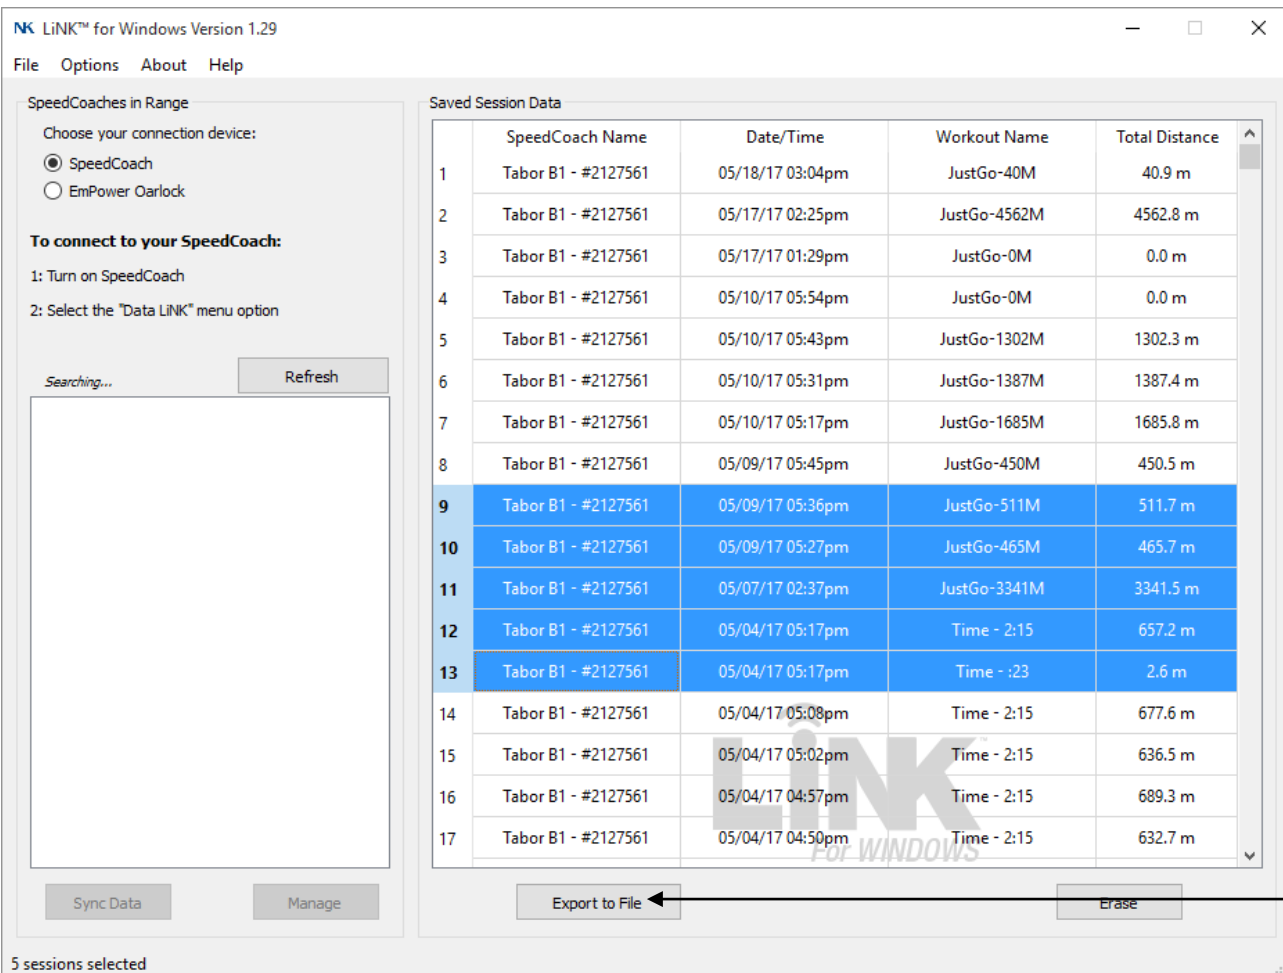 NK LiNK™ for Windows Version 1.29
File Options About Help
SpeedCoaches in Range
Choose your connection device:
SpeedCoach
EmPower Oarlock
To connect to your SpeedCoach:
1: Turn on SpeedCoach
2: Select the "Data LiNK" menu option
Searching...
Refresh
Sync Data
Manage
Saved Session Data
SpeedCoach Name Date/Time Workout Name Total Distance
1 Tabor B1 - #2127561 05/18/17 03:04pm JustGo-40M 40.9 m
2 Tabor B1 - #2127561 05/17/17 02:25pm JustGo-4562M 4562.8 m
3 Tabor B1 - #2127561 05/17/17 01:29pm JustGo-0M 0.0 m
4 Tabor B1 - #2127561 05/10/17 05:54pm JustGo-0M 0.0 m
5 Tabor B1 - #2127561 05/10/17 05:43pm JustGo-1302M 1302.3 m
6 Tabor B1 - #2127561 05/10/17 05:31pm JustGo-1387M 1387.4 m
7 Tabor B1 - #2127561 05/10/17 05:17pm JustGo-1685M 1685.8 m
8 Tabor B1 - #2127561 05/09/17 05:45pm JustGo-450M 450.5 m
9 Tabor B1 - #2127561 05/09/17 05:36pm JustGo-511M 511.7 m
10 Tabor B1 - #2127561 05/09/17 05:27pm JustGo-465M 465.7 m
11 Tabor B1 - #2127561 05/07/17 02:37pm JustGo-3341M 3341.5 m
12 Tabor B1 - #2127561 05/04/17 05:17pm Time - 2:15 657.2 m
13 Tabor B1 - #2127561 05/04/17 05:17pm Time - :23 2.6 m
14 Tabor B1 - #2127561 05/04/17 05:08pm Time - 2:15 677.6 m
15 Tabor B1 - #2127561 05/04/17 05:02pm Time - 2:15 636.5 m
16 Tabor B1 - #2127561 05/04/17 04:57pm Time - 2:15 689.3 m
17 Tabor B1 - #2127561 05/04/17 04:50pm Time - 2:15 632.7 m
LiNK™
For WINDOWS
Export to File
Erase
5 sessions selected